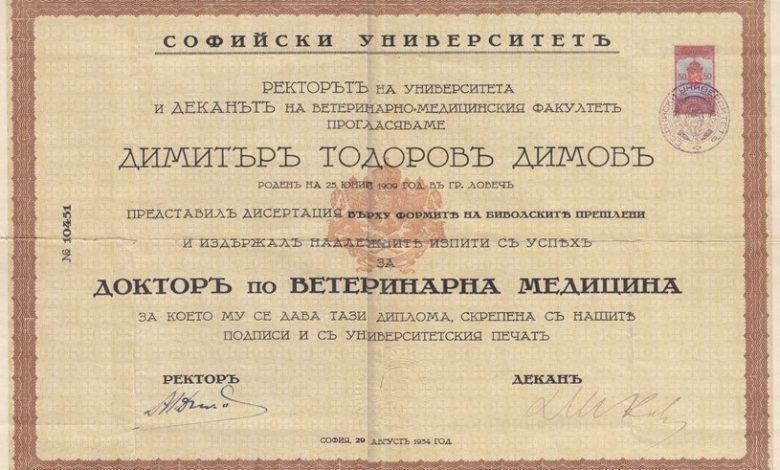 СОФИЙСКИ УНИВЕРСИТЕТЪ
РЕКТОРЪТЪ НА УНИВЕРСИТЕТА
И ДЕКАНЪТЪ НА ВЕТЕРИНАРНО-МЕДИЦИНСКИЯ ФАКУЛТЕТЪ
ПРОГЛАСЯВАМЕ
ДИМИТЪРЪ ТОДОРОВЪ ДИМОВЪ
РОДЕНЪ НА 25 ЮНИЙ 1909 ГОД. ВЪ ГР. ЛОВЕЧЬ
ПРЕДСТАВИЛЪ ДИСЕРТАЦИЯ ВЪРХУ ФОРМИТѢ НА БИВОЛСКИТѢ ПРЕШЛЕНИ
И ИЗДЪРЖАЛЪ НАДЛЕЖНИТѢ ИЗПИТИ СЪ УСПѢХЪ
ЗА
ДОКТОРЪ ПО ВЕТЕРИНАРНА МЕДИЦИНА
ЗА КОЕТО МУ СЕ ДАВА ТАЗИ ДИПЛОМА, СКРЕПЕНА СЪ НАШИТѢ
ПОДПИСИ И СЪ УНИВЕРСИТЕТСКИЯ ПЕЧАТЪ
РЕКТОРЪ
ДЕКАНЪ
СОФИЯ, 29 АВГУСТЪ 1934 ГОД.
№ 10451
50 50